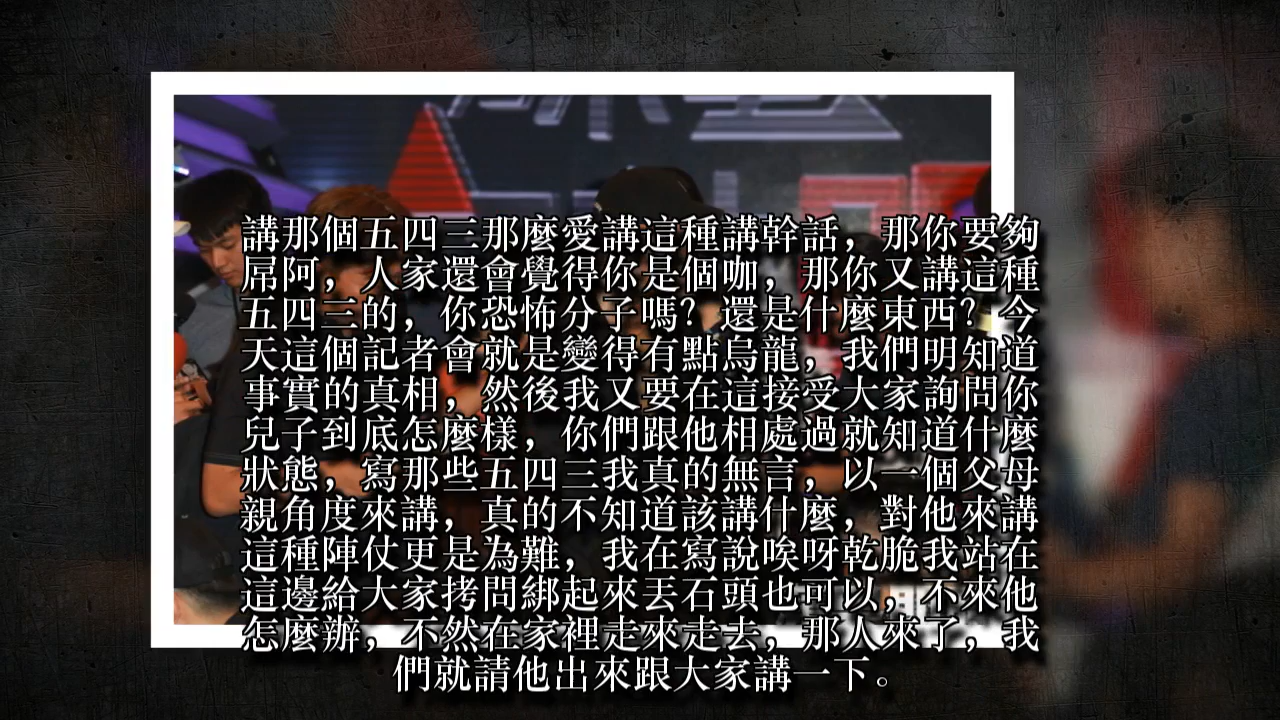 講那個五四三那麼愛講這種講幹話，那你要夠
屌阿，人家還會覺得你是個咖，那你又講這種
五四三的，你恐怖分子嗎？還是什麼東西？今
天這個記者會就是變得有點烏龍，我們明知道
事實的真相，然後我又要在這接受大家詢問你
兒子到底怎麼樣，你們跟他相處過就知道什麼
狀態，寫那些五四三我真的無言，以一個父母
親角度來講，真的不知道該講什麼，對他來講
這種陣仗更是為難，我在寫說唉呀乾脆我站在
這邊給大家拷問綁起來丟石頭也可以，不來他
怎麼辦，不然在家裡走來走去，那人來了，我
們就請他出來跟大家講一下。